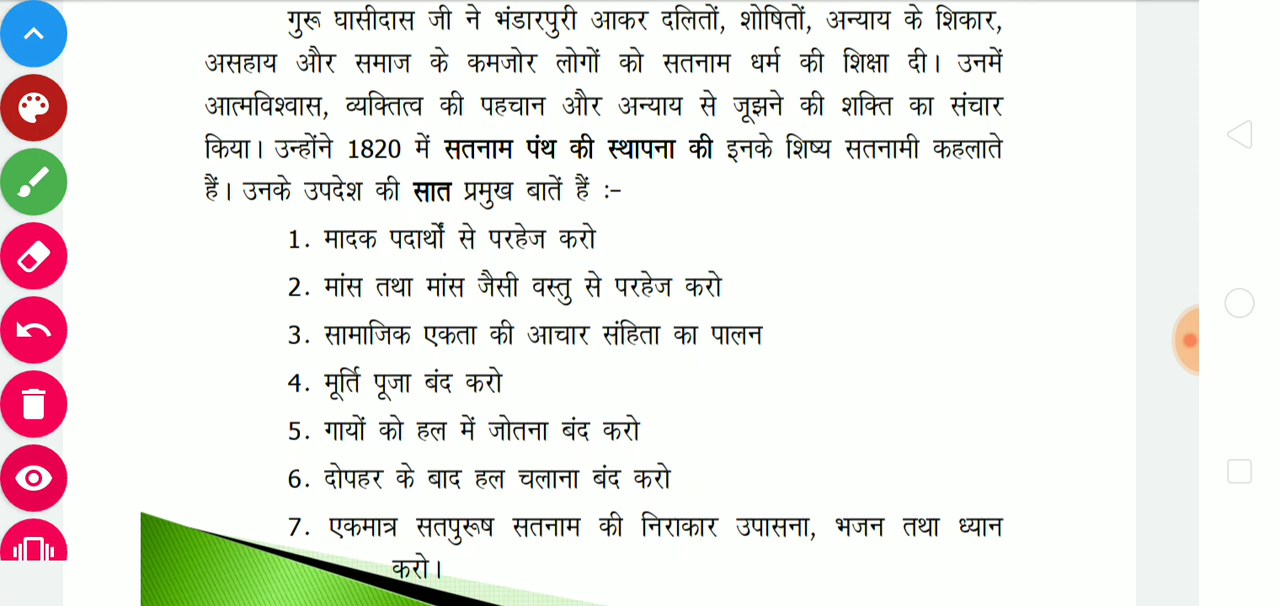 गुरू घासीदास जी ने भंडारपुरी आकर दलितों, शोषितों, अन्याय के शिकार,
असहाय और समाज के कमजोर लोगों को सतनाम धर्म की शिक्षा दी। उनमें
आत्मविश्वास, व्यक्तित्व की पहचान और अन्याय से जूझने की शक्ति का संचार
किया। उन्होंने 1820 में सतनाम पंथ की स्थापना की इनके शिष्य सतनामी कहलाते
हैं। उनके उपदेश की सात प्रमुख बातें हैं :–
1. मादक पदार्थों से परहेज करो
2. मांस तथा मांस जैसी वस्तु से परहेज करो
3. सामाजिक एकता की आचार संहिता का पालन
4. मूर्ति पूजा बंद करो
5. गायों को हल में जोतना बंद करो
6. दोपहर के बाद हल चलाना बंद करो
7. एकमात्र सतपुरूष सतनाम की निराकार उपासना, भजन तथा ध्यान
करो।